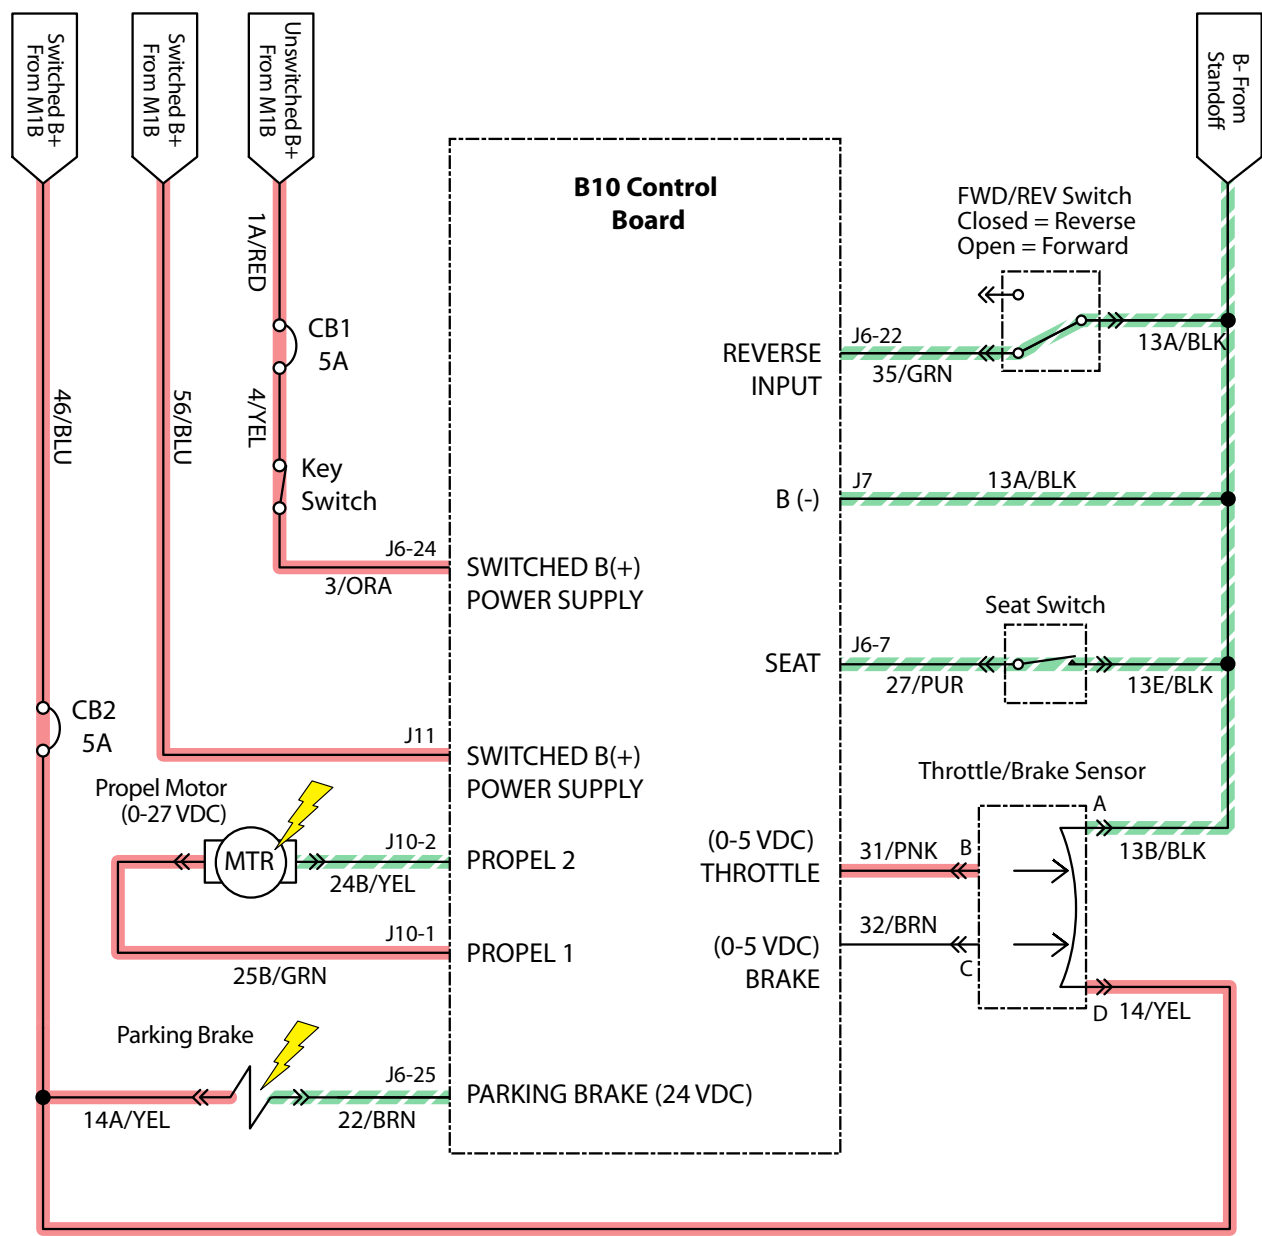 Switched B+
From M1B
Switched B+
From M1B
Unswitched B+
From M1B
B- From
Standoff
B10 Control
Board
FWD/REV Switch
Closed = Reverse
Open = Forward
1A/RED
CB1
5A
46/BLU
56/BLU
4/YEL
Key
Switch
J6-24
3/ORA
SWITCHED B(+)
POWER SUPPLY
REVERSE
INPUT
J6-22
35/GRN
13A/BLK
B (-)
J7
13A/BLK
Seat Switch
SEAT
J6-7
27/PUR
13E/BLK
CB2
5A
J11
SWITCHED B(+)
POWER SUPPLY
Propel Motor
(0-27 VDC)
MTR
J10-2
24B/YEL
PROPEL 2
J10-1
25B/GRN
PROPEL 1
Throttle/Brake Sensor
(0-5 VDC)
THROTTLE
31/PNK
B
A
13B/BLK
(0-5 VDC)
BRAKE
32/BRN
C
D
14/YEL
Parking Brake
14A/YEL
J6-25
22/BRN
PARKING BRAKE (24 VDC)